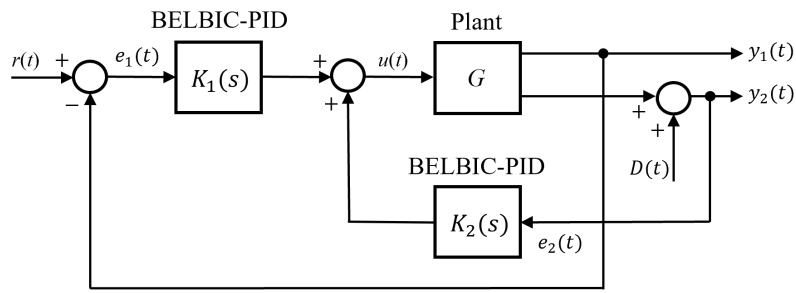 BELBIC-PID
Plant
r(t)
+
e₁(t)
K₁(s)
+
u(t)
G
y₁(t)
−
+
y₂(t)
+
+
D(t)
BELBIC-PID
K₂(s)
e₂(t)